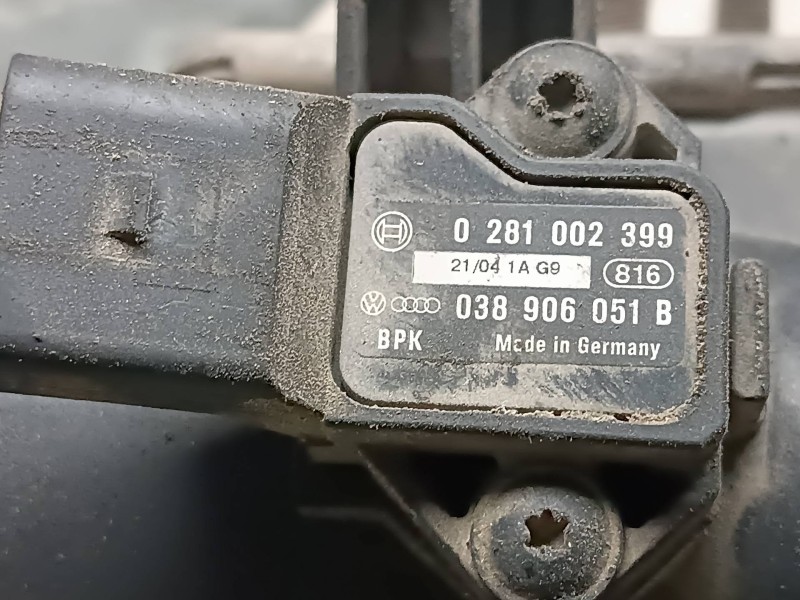 0 281 002 399
21/04 1A G9 816
038 906 051 B
BPK Made in Germany